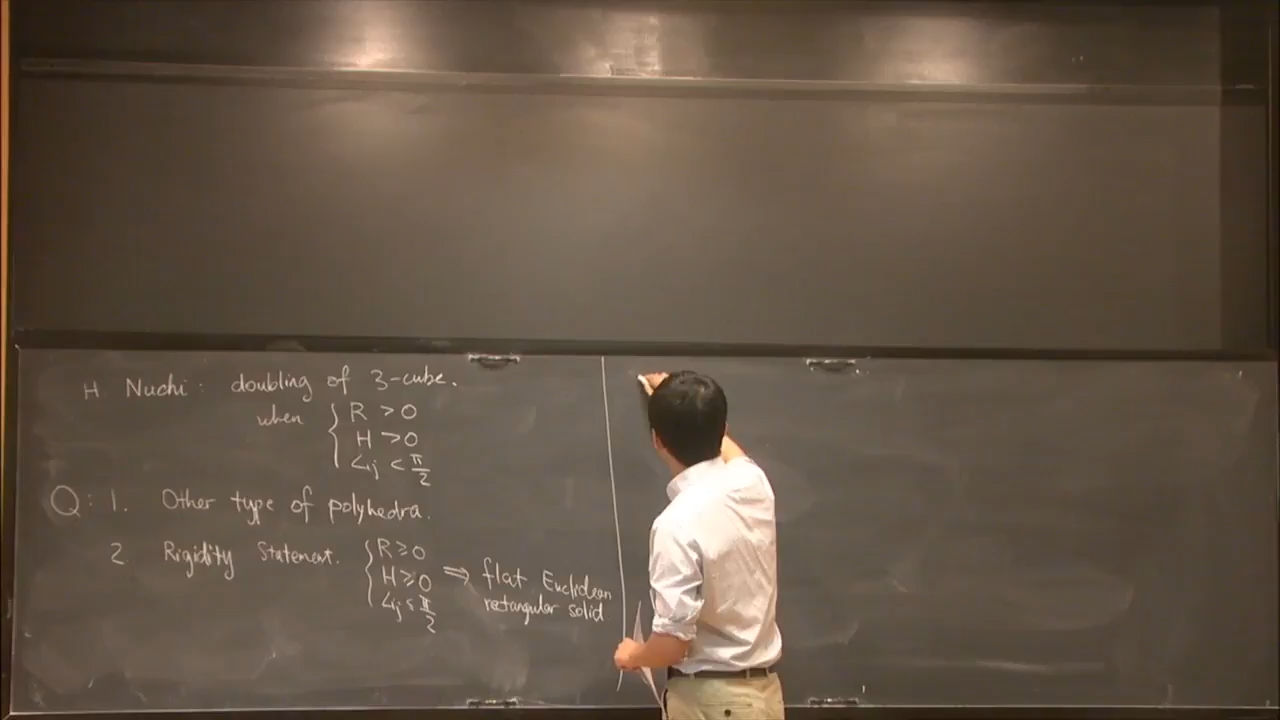 H Nuchi: doubling of 3-cube.
when { R > 0
H > 0
∠ij < π/2
Q: 1. Other type of polyhedra.
2 Rigidity Statement. { R ≥ 0
H ≥ 0 ⇒ flat Euclidean
∠ij ≤ π/2 retangular solid